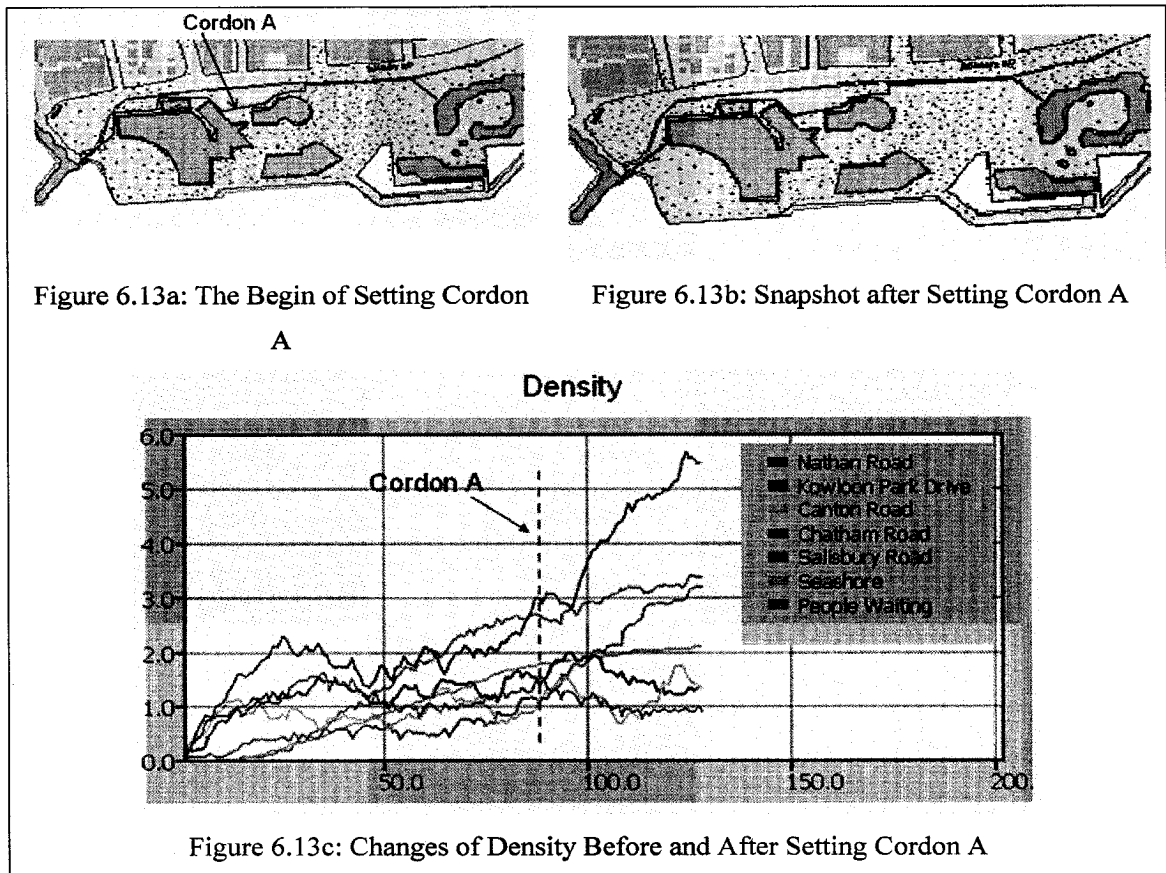 Cordon A
Figure 6.13a: The Begin of Setting Cordon
A
Figure 6.13b: Snapshot after Setting Cordon A
Density
6.0
5.0
4.0
3.0
2.0
1.0
0.0
Cordon A
Nathan Road
Kowloon Park Drive
Canton Road
Chatham Road
Salisbury Road
Seashore
People Waiting
50.0
100.0
150.0
200.
Figure 6.13c: Changes of Density Before and After Setting Cordon A